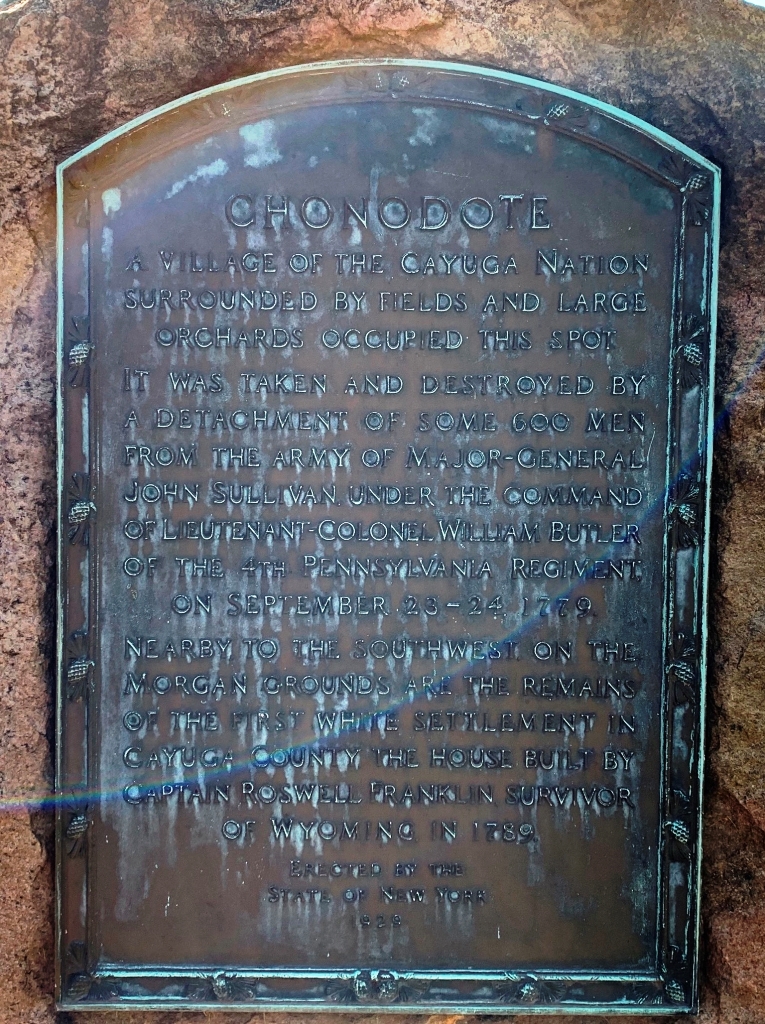 CHONODOTE
A VILLAGE OF THE CAYUGA NATION
SURROUNDED BY FIELDS AND LARGE
ORCHARDS OCCUPIED THIS SPOT.
IT WAS TAKEN AND DESTROYED BY
A DETACHMENT OF SOME 600 MEN
FROM THE ARMY OF MAJOR-GENERAL
JOHN SULLIVAN, UNDER THE COMMAND
OF LIEUTENANT-COLONEL WILLIAM BUTLER
OF THE 4TH PENNSYLVANIA REGIMENT,
ON SEPTEMBER 23-24, 1779.
NEARBY TO THE SOUTHWEST ON THE
MORGAN GROUNDS ARE THE REMAINS
OF THE FIRST WHITE SETTLEMENT IN
CAYUGA COUNTY THE HOUSE BUILT BY
CAPTAIN ROSWELL FRANKLIN SURVIVOR
OF WYOMING IN 1789.
ERECTED BY THE
STATE OF NEW YORK
1929